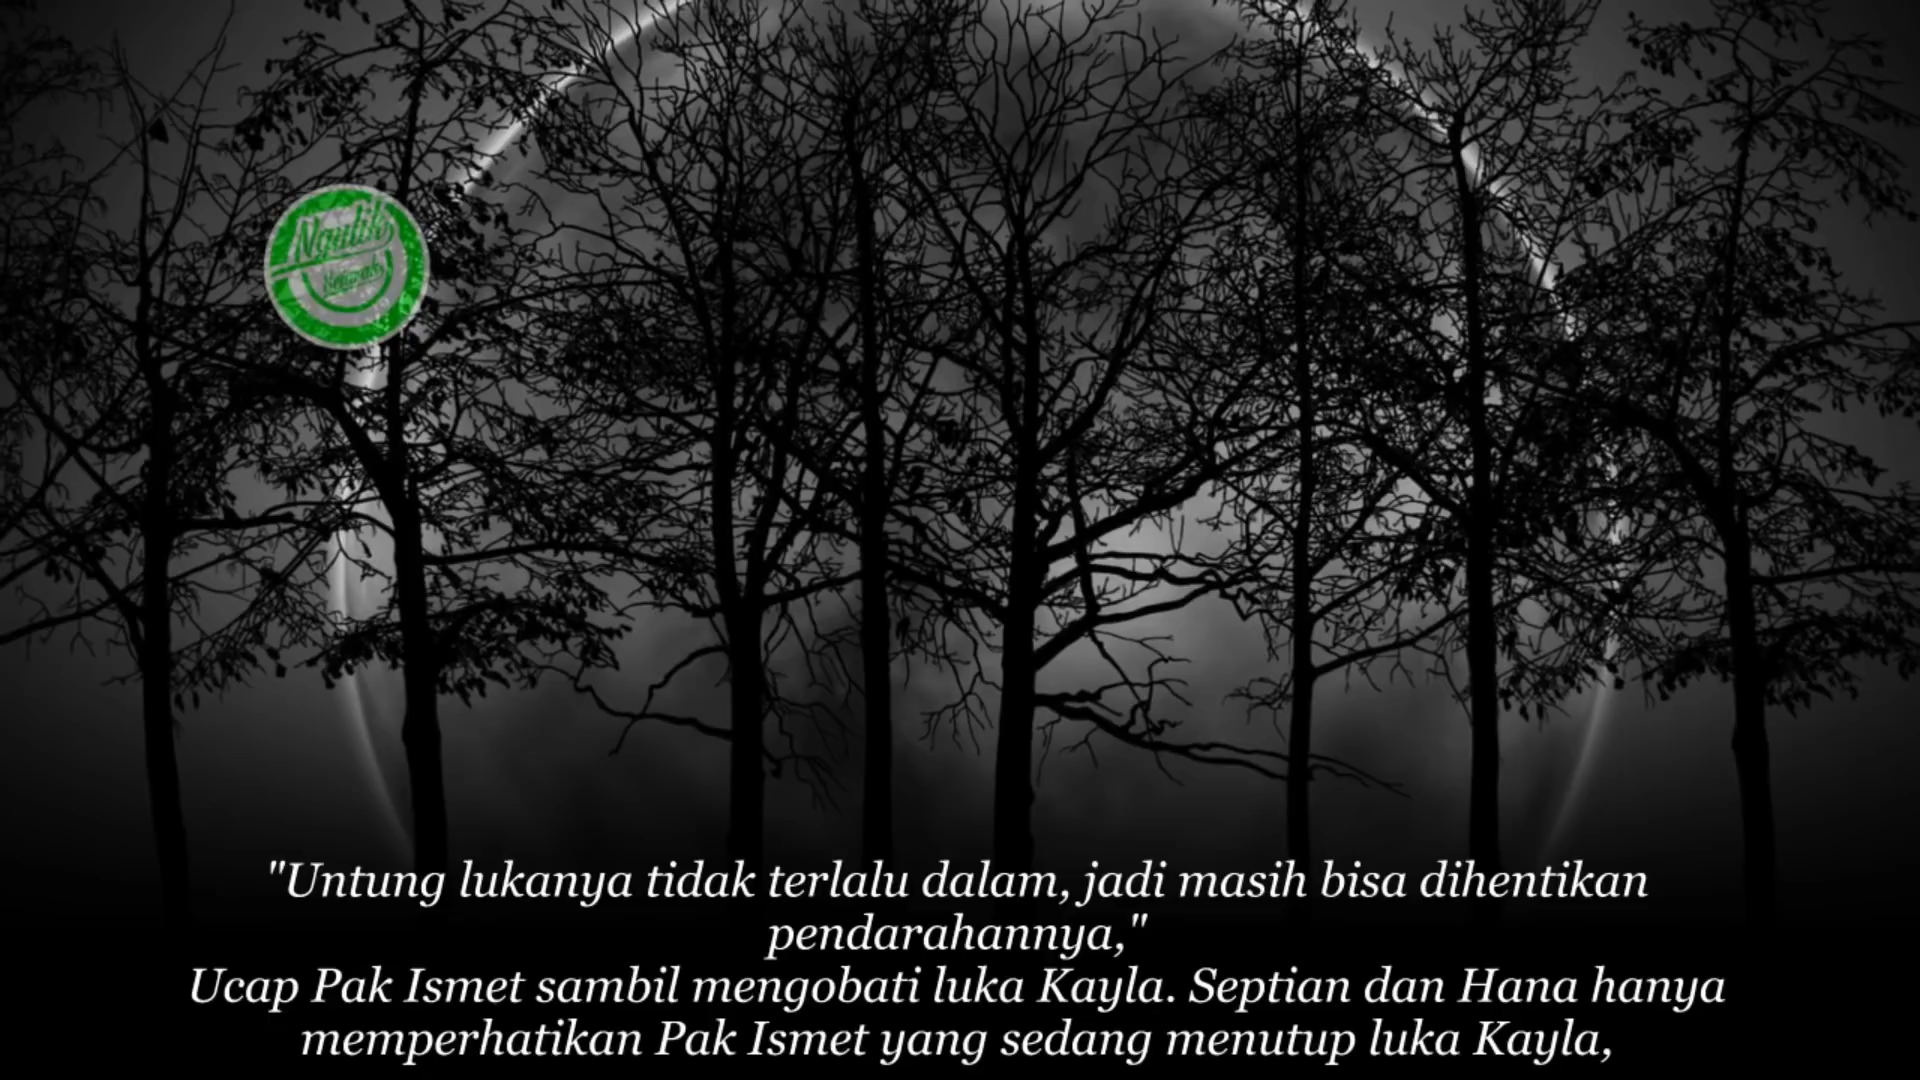 Ngulik
"Untung lukanya tidak terlalu dalam, jadi masih bisa dihentikan
pendarahannya,"
Ucap Pak Ismet sambil mengobati luka Kayla. Septian dan Hana hanya
memperhatikan Pak Ismet yang sedang menutup luka Kayla,